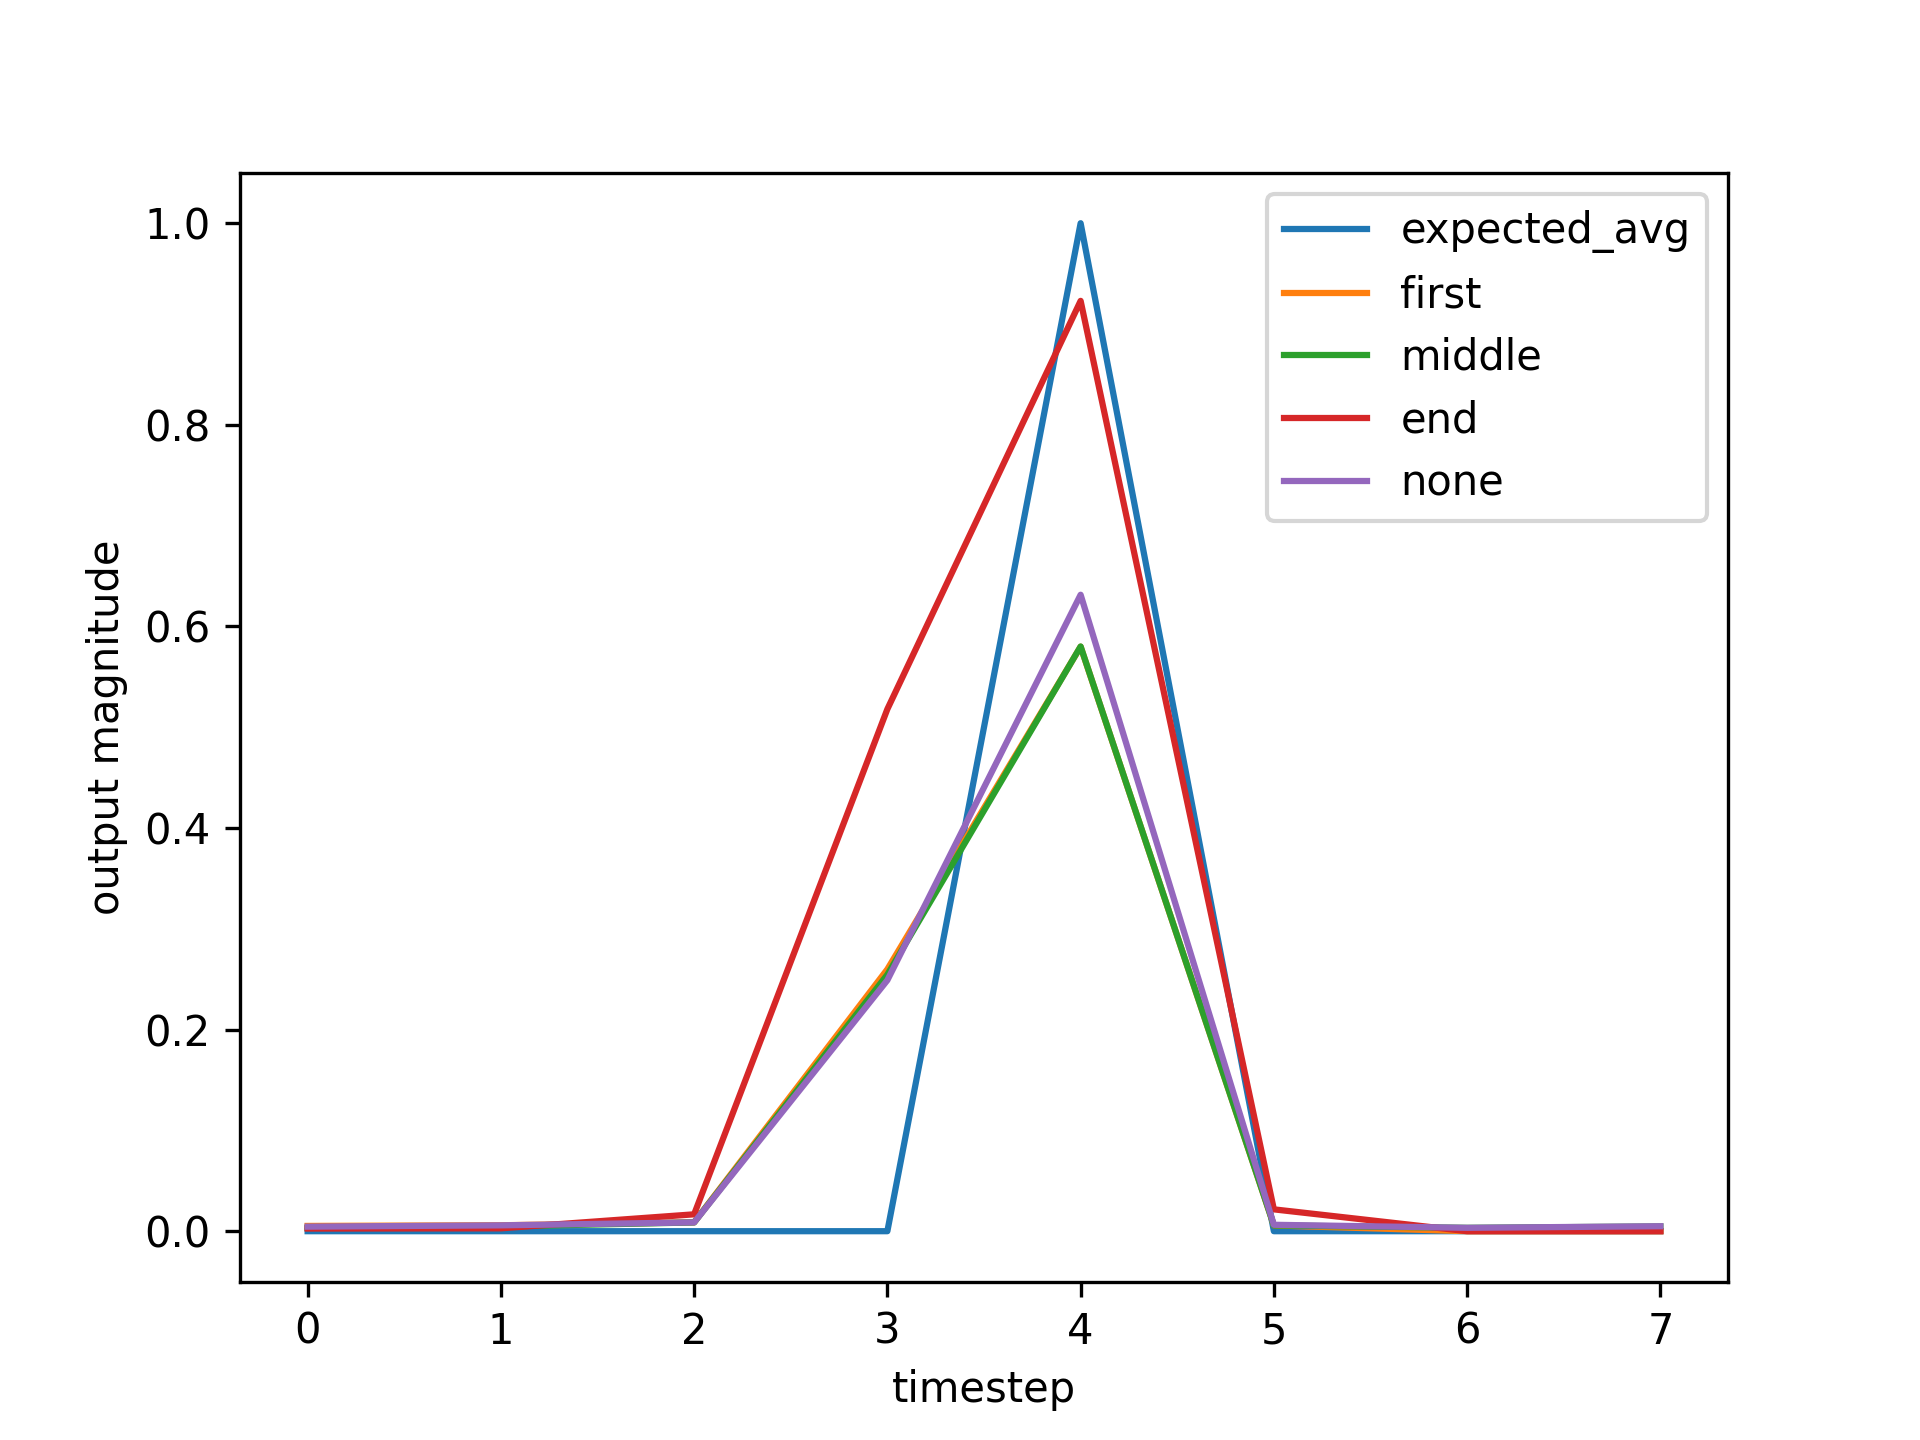 output magnitude
1.0
0.8
0.6
0.4
0.2
0.0
0 1 2 3 4 5 6 7
timestep
expected_avg
first
middle
end
none